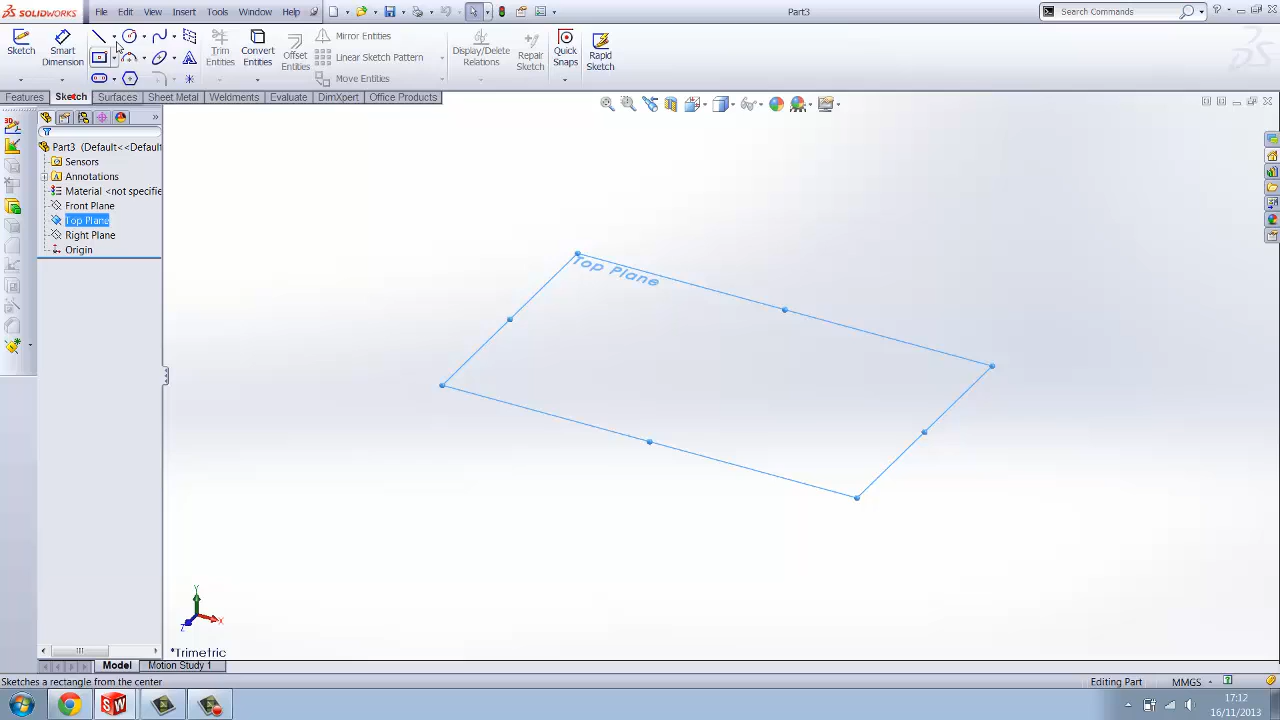 SOLIDWORKS File Edit View Insert Tools Window Help Part3 Search Commands
Sketch Smart Dimension Trim Entities Convert Entities Offset Entities Mirror Entities Linear Sketch Pattern Move Entities Display/Delete Relations Repair Sketch Quick Snaps Rapid Sketch
Features Sketch Surfaces Sheet Metal Weldments Evaluate DimXpert Office Products
Part3 (Default<<Default
Sensors
Annotations
Material <not specifie
Front Plane
Top Plane
Right Plane
Origin
Top Plane
Y
X
Z
*Trimetric
Model Motion Study 1
Sketches a rectangle from the center Editing Part MMGS
17:12
16/11/2013